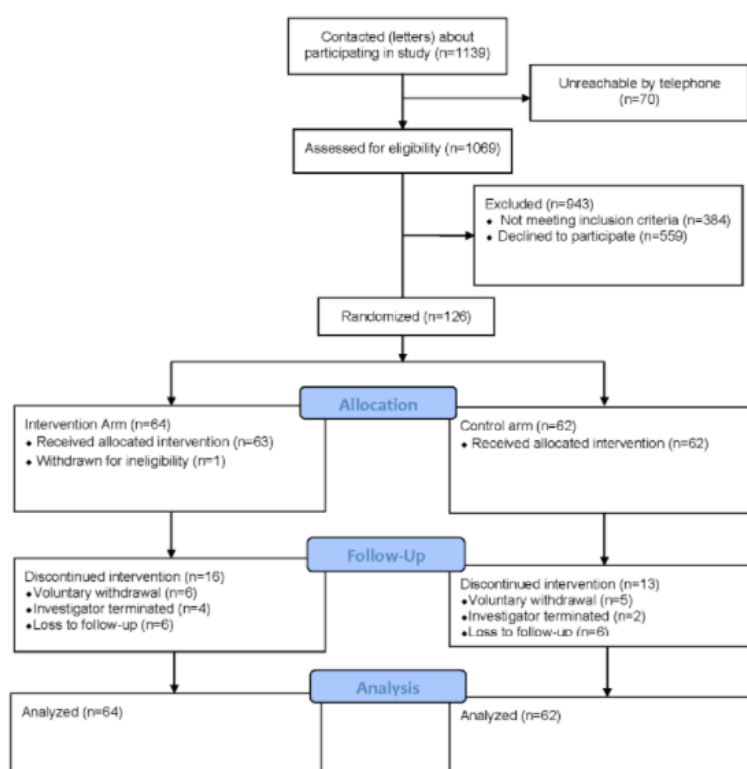 Contacted (letters) about
participating in study (n=1139)
Unreachable by telephone
(n=70)
Assessed for eligibility (n=1069)
Excluded (n=943)
♦ Not meeting inclusion criteria (n=384)
♦ Declined to participate (n=559)
Randomized (n=126)
Allocation
Intervention Arm (n=64)
♦ Received allocated intervention (n=63)
♦ Withdrawn for ineligibility (n=1)
Control arm (n=62)
♦ Received allocated intervention (n=62)
Follow-Up
Discontinued intervention (n=16)
♦Voluntary withdrawal (n=6)
♦Investigator terminated (n=4)
♦Loss to follow-up (n=6)
Discontinued intervention (n=13)
♦Voluntary withdrawal (n=5)
♦Investigator terminated (n=2)
♦Loss to follow-up (n=6)
Analysis
Analyzed (n=64)
Analyzed (n=62)